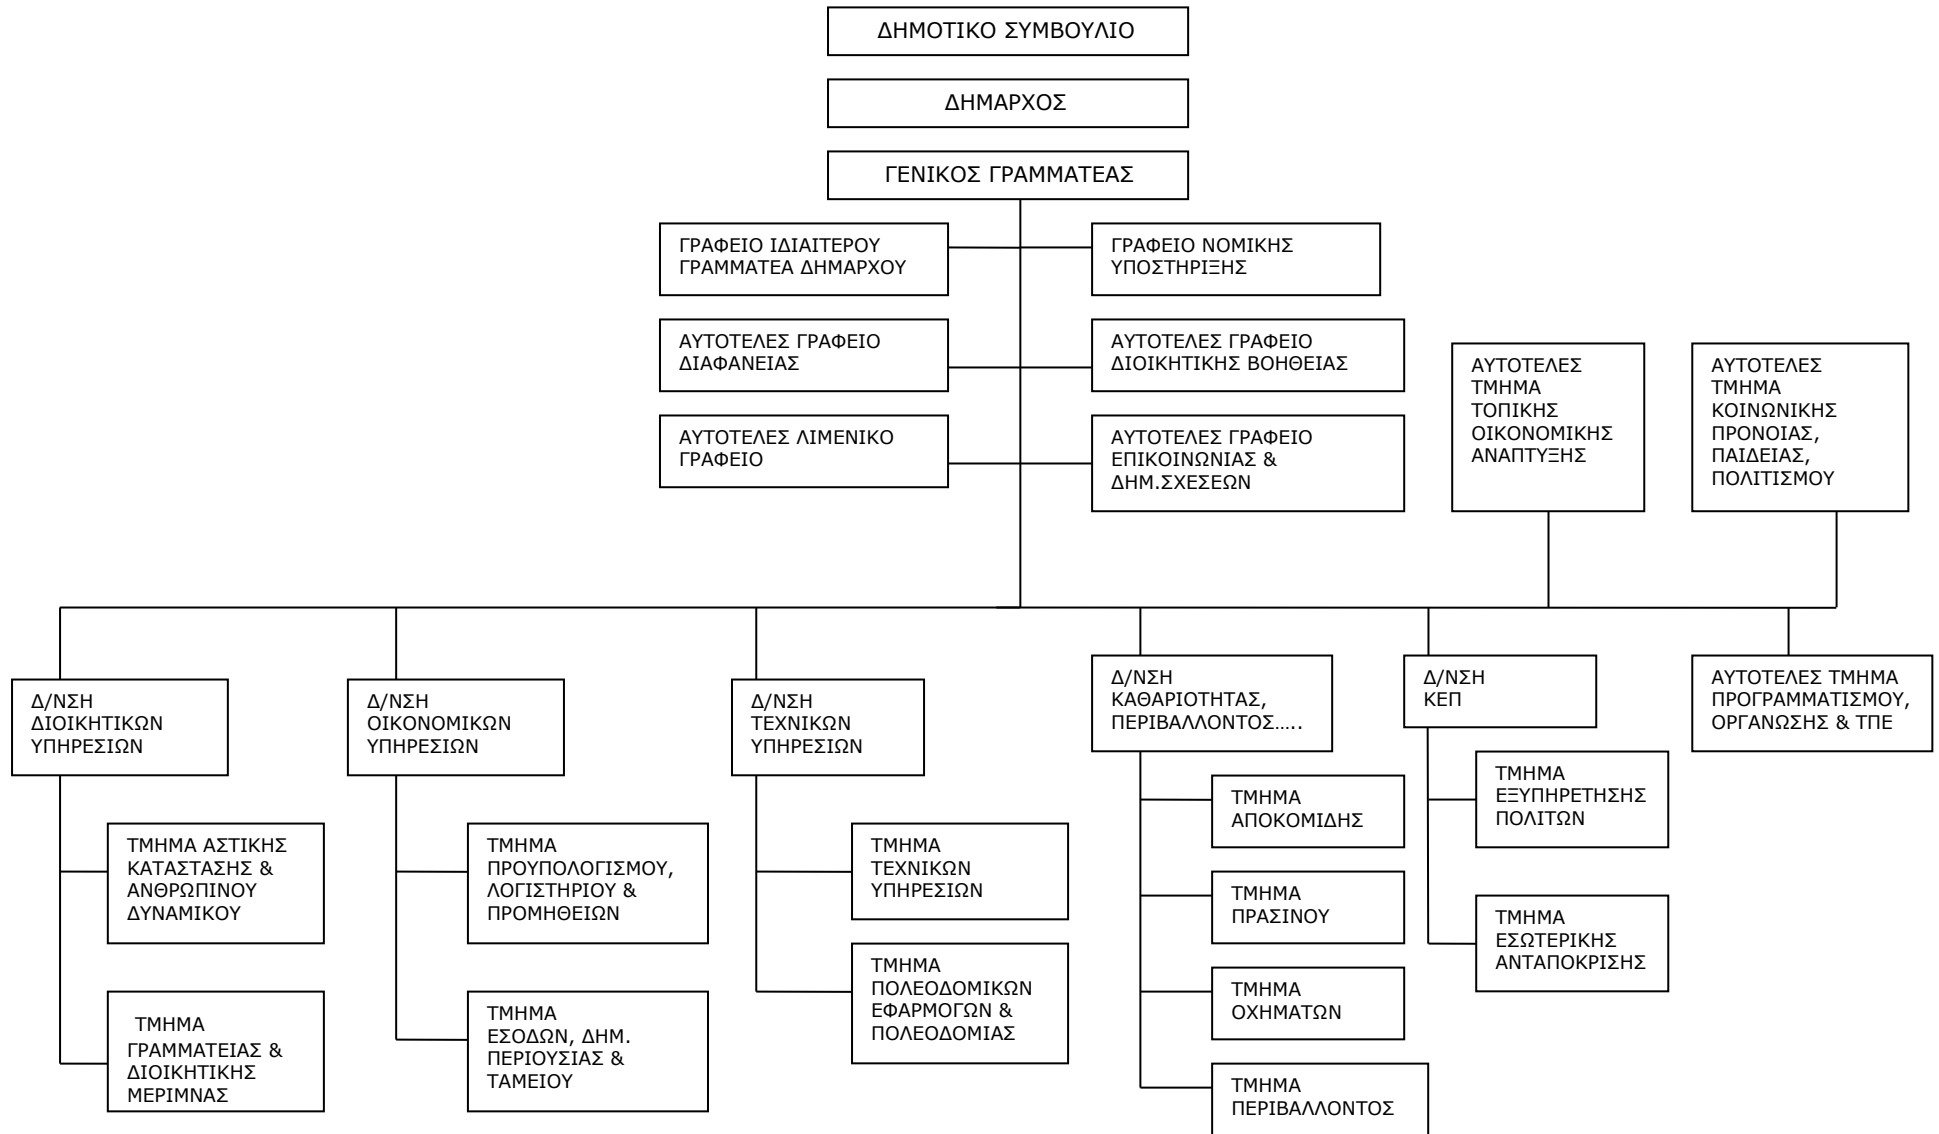 ΔΗΜΟΤΙΚΟ ΣΥΜΒΟΥΛΙΟ
ΔΗΜΑΡΧΟΣ
ΓΕΝΙΚΟΣ ΓΡΑΜΜΑΤΕΑΣ
ΓΡΑΦΕΙΟ ΙΔΙΑΙΤΕΡΟΥ
ΓΡΑΜΜΑΤΕΑ ΔΗΜΑΡΧΟΥ
ΓΡΑΦΕΙΟ ΝΟΜΙΚΗΣ
ΥΠΟΣΤΗΡΙΞΗΣ
ΑΥΤΟΤΕΛΕΣ ΓΡΑΦΕΙΟ
ΔΙΑΦΑΝΕΙΑΣ
ΑΥΤΟΤΕΛΕΣ ΓΡΑΦΕΙΟ
ΔΙΟΙΚΗΤΙΚΗΣ ΒΟΗΘΕΙΑΣ
ΑΥΤΟΤΕΛΕΣ ΛΙΜΕΝΙΚΟ
ΓΡΑΦΕΙΟ
ΑΥΤΟΤΕΛΕΣ ΓΡΑΦΕΙΟ
ΕΠΙΚΟΙΝΩΝΙΑΣ &
ΔΗΜ.ΣΧΕΣΕΩΝ
ΑΥΤΟΤΕΛΕΣ
ΤΜΗΜΑ
ΤΟΠΙΚΗΣ
ΟΙΚΟΝΟΜΙΚΗΣ
ΑΝΑΠΤΥΞΗΣ
ΑΥΤΟΤΕΛΕΣ
ΤΜΗΜΑ
ΚΟΙΝΩΝΙΚΗΣ
ΠΡΟΝΟΙΑΣ,
ΠΑΙΔΕΙΑΣ,
ΠΟΛΙΤΙΣΜΟΥ
Δ/ΝΣΗ
ΔΙΟΙΚΗΤΙΚΩΝ
ΥΠΗΡΕΣΙΩΝ
ΤΜΗΜΑ ΑΣΤΙΚΗΣ
ΚΑΤΑΣΤΑΣΗΣ &
ΑΝΘΡΩΠΙΝΟΥ
ΔΥΝΑΜΙΚΟΥ
ΤΜΗΜΑ
ΓΡΑΜΜΑΤΕΙΑΣ &
ΔΙΟΙΚΗΤΙΚΗΣ
ΜΕΡΙΜΝΑΣ
Δ/ΝΣΗ
ΟΙΚΟΝΟΜΙΚΩΝ
ΥΠΗΡΕΣΙΩΝ
ΤΜΗΜΑ
ΠΡΟΥΠΟΛΟΓΙΣΜΟΥ,
ΛΟΓΙΣΤΗΡΙΟΥ &
ΠΡΟΜΗΘΕΙΩΝ
ΤΜΗΜΑ
ΕΣΟΔΩΝ, ΔΗΜ.
ΠΕΡΙΟΥΣΙΑΣ &
ΤΑΜΕΙΟΥ
Δ/ΝΣΗ
ΤΕΧΝΙΚΩΝ
ΥΠΗΡΕΣΙΩΝ
ΤΜΗΜΑ
ΤΕΧΝΙΚΩΝ
ΥΠΗΡΕΣΙΩΝ
ΤΜΗΜΑ
ΠΟΛΕΟΔΟΜΙΚΩΝ
ΕΦΑΡΜΟΓΩΝ &
ΠΟΛΕΟΔΟΜΙΑΣ
Δ/ΝΣΗ
ΚΑΘΑΡΙΟΤΗΤΑΣ,
ΠΕΡΙΒΑΛΛΟΝΤΟΣ…..
ΤΜΗΜΑ
ΑΠΟΚΟΜΙΔΗΣ
ΤΜΗΜΑ
ΠΡΑΣΙΝΟΥ
ΤΜΗΜΑ
ΟΧΗΜΑΤΩΝ
ΤΜΗΜΑ
ΠΕΡΙΒΑΛΛΟΝΤΟΣ
Δ/ΝΣΗ
ΚΕΠ
ΤΜΗΜΑ
ΕΞΥΠΗΡΕΤΗΣΗΣ
ΠΟΛΙΤΩΝ
ΤΜΗΜΑ
ΕΣΩΤΕΡΙΚΗΣ
ΑΝΤΑΠΟΚΡΙΣΗΣ
ΑΥΤΟΤΕΛΕΣ ΤΜΗΜΑ
ΠΡΟΓΡΑΜΜΑΤΙΣΜΟΥ,
ΟΡΓΑΝΩΣΗΣ & ΤΠΕ